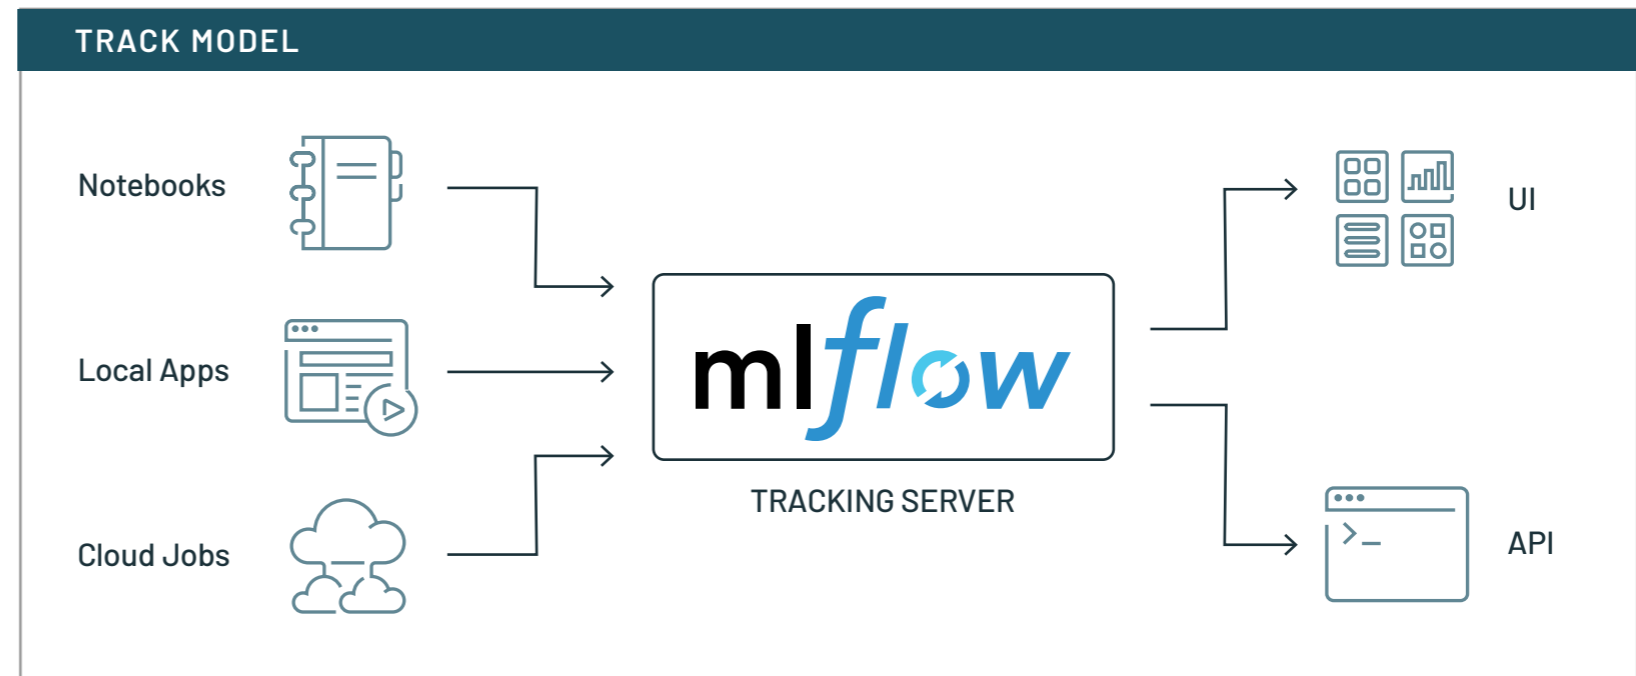 TRACK MODEL
Notebooks
Local Apps
Cloud Jobs
mlflow
TRACKING SERVER
UI
API